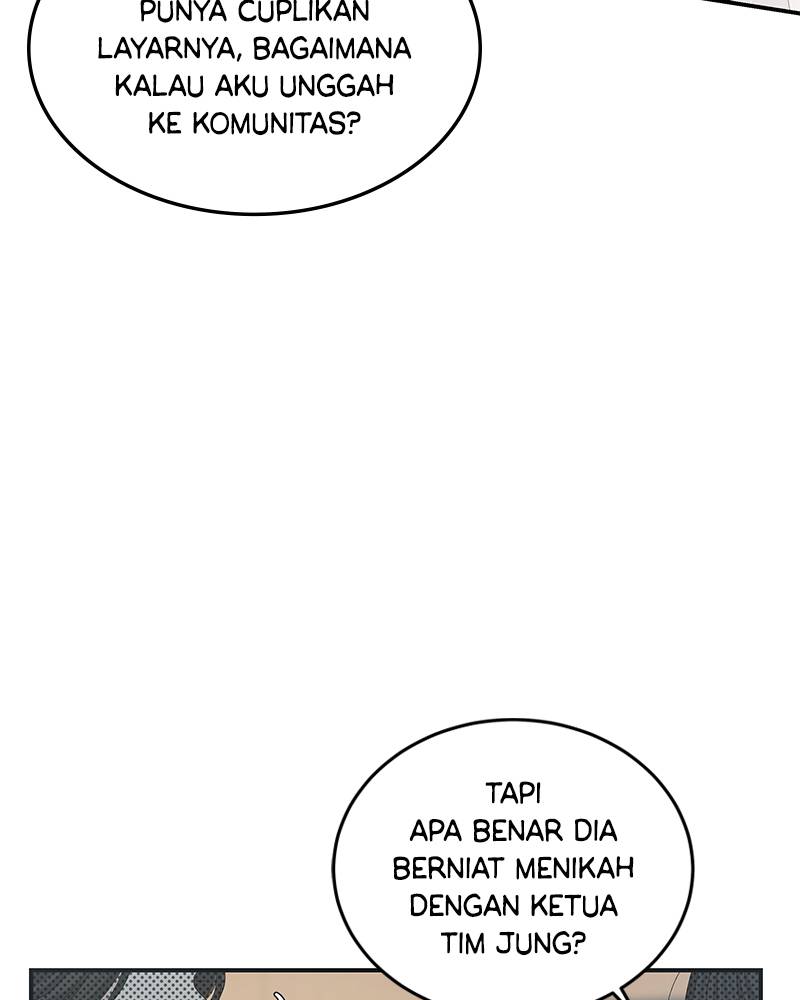 PUNYA CUPLIKAN
LAYARNYA, BAGAIMANA
KALAU AKU UNGGAH
KE KOMUNITAS?
TAPI
APA BENAR DIA
BERNIAT MENIKAH
DENGAN KETUA
TIM JUNG?